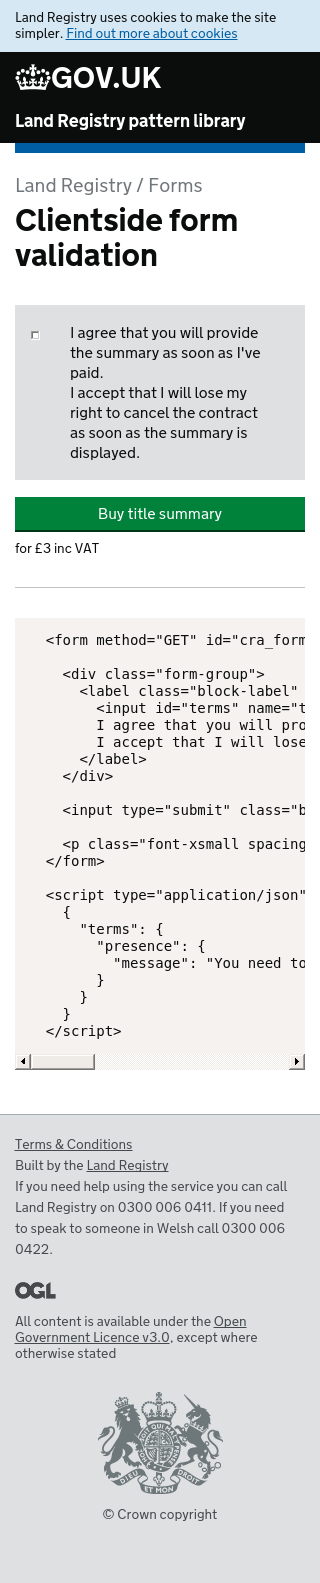 Land Registry uses cookies to make the site
simpler. Find out more about cookies
GOV.UK
Land Registry pattern library
Land Registry / Forms
Clientside form
validation
I agree that you will provide
the summary as soon as I've
paid.
I accept that I will lose my
right to cancel the contract
as soon as the summary is
displayed.
Buy title summary
for £3 inc VAT
<form method="GET" id="cra_form
<div class="form-group">
<label class="block-label"
<input id="terms" name="t
I agree that you will pro
I accept that I will lose
</label>
</div>
<input type="submit" class="b
<p class="font-xsmall spacing
</form>
<script type="application/json"
{
"terms": {
"presence": {
"message": "You need to
}
}
}
</script>
Terms & Conditions
Built by the Land Registry
If you need help using the service you can call
Land Registry on 0300 006 0411. If you need
to speak to someone in Welsh call 0300 006
0422.
OGL
All content is available under the Open
Government Licence v3.0, except where
otherwise stated
DIEU ET MON DROIT
© Crown copyright